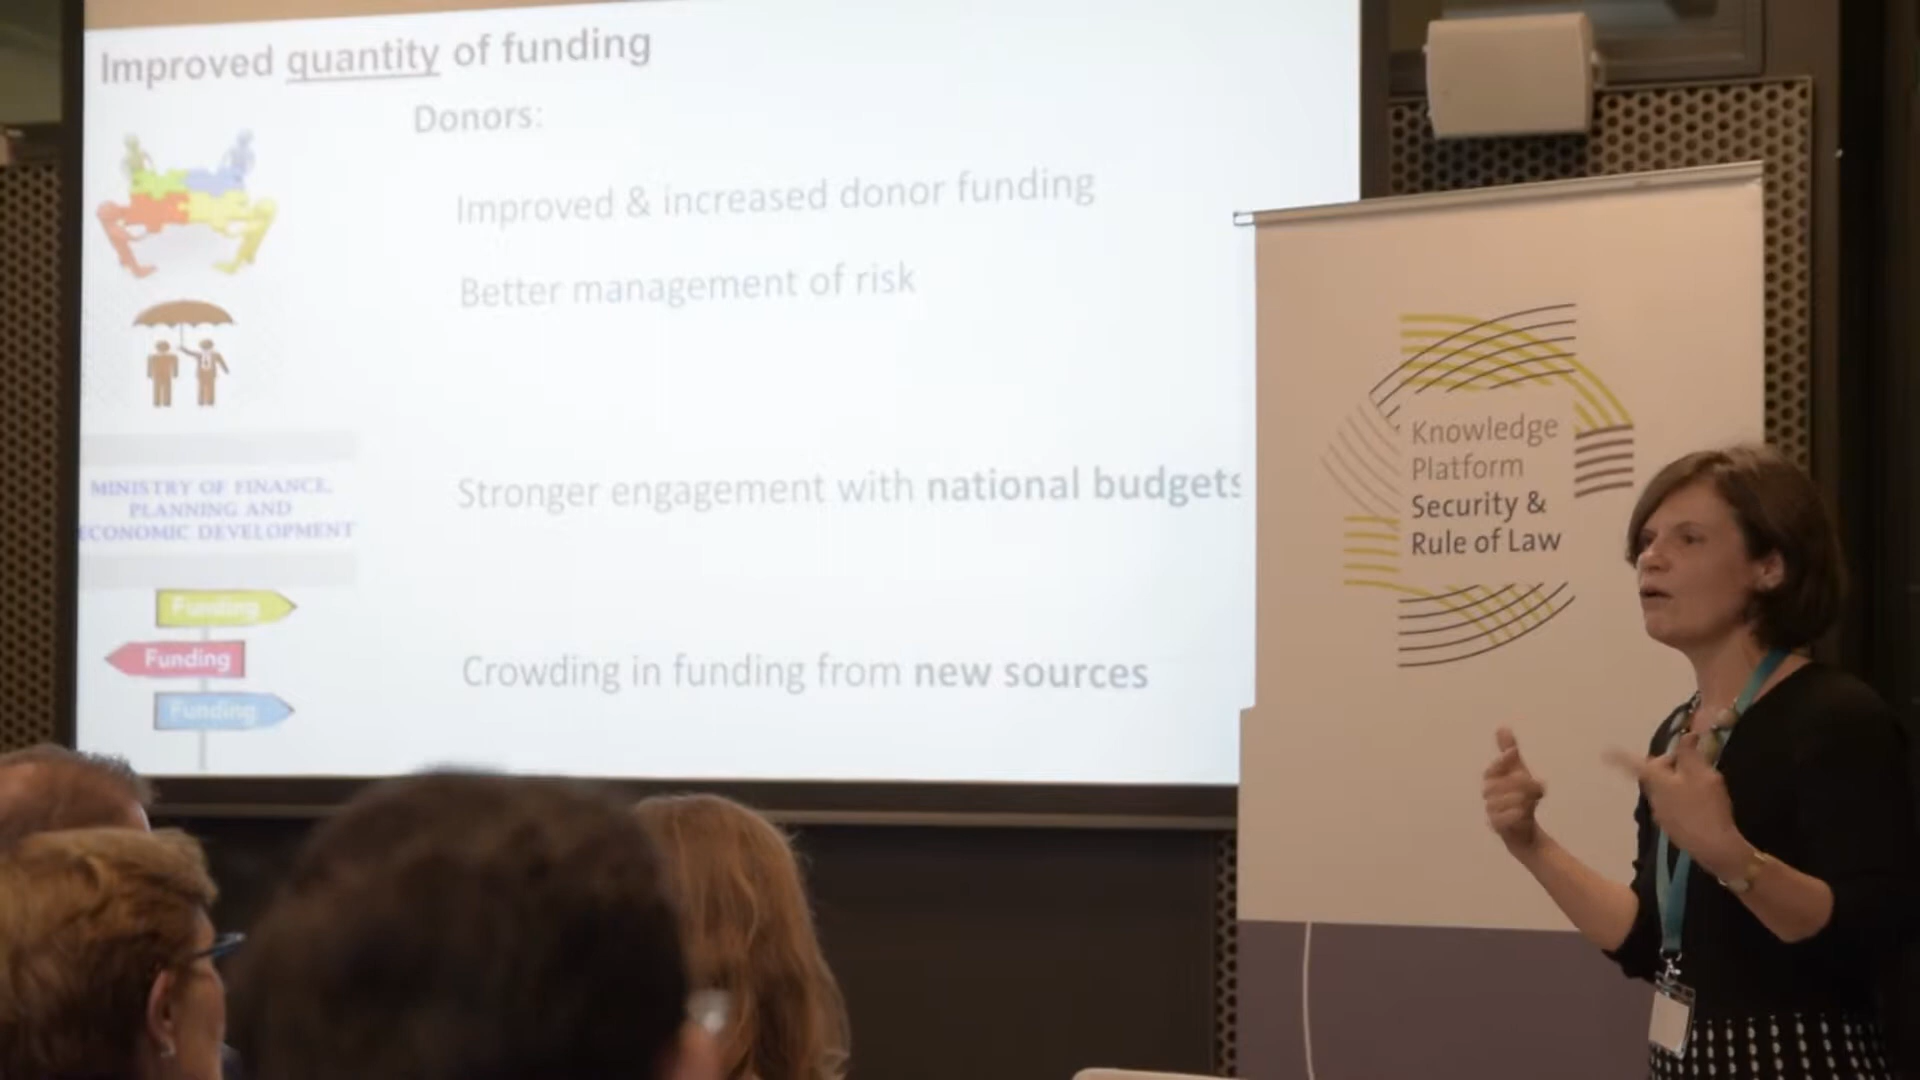 Improved quantity of funding
Donors:
Improved & increased donor funding
Better management of risk
MINISTRY OF FINANCE,
PLANNING AND
ECONOMIC DEVELOPMENT
Stronger engagement with national budgets
Funding
Funding
Funding
Crowding in funding from new sources
Knowledge
Platform
Security &
Rule of Law